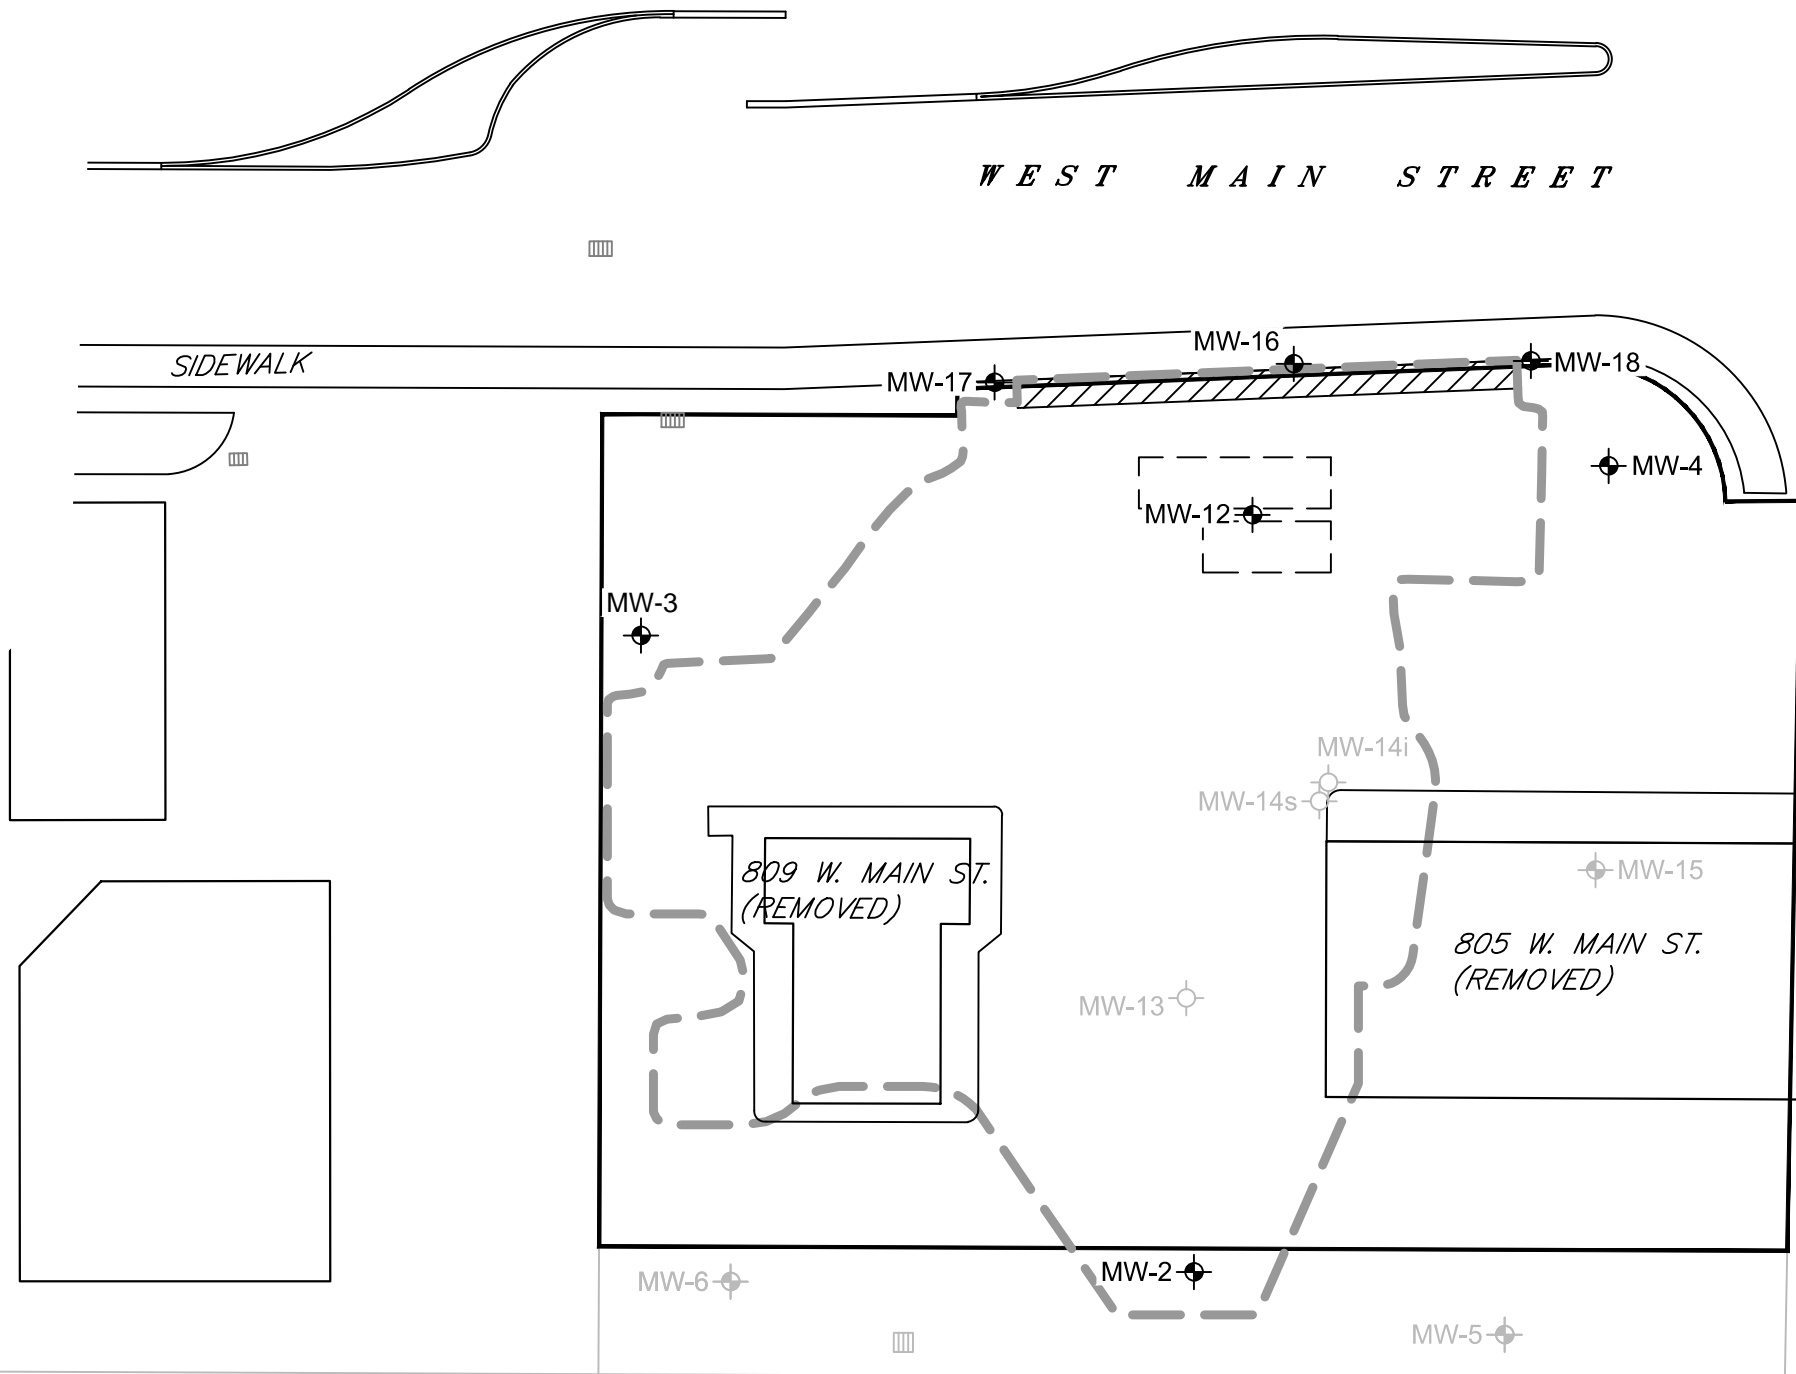 WEST MAIN STREET
SIDEWALK
MW-16
MW-17
MW-18
MW-4
MW-12
MW-3
MW-14i
MW-14s
809 W. MAIN ST.
(REMOVED)
MW-15
805 W. MAIN ST.
(REMOVED)
MW-13
MW-2
MW-6
MW-5